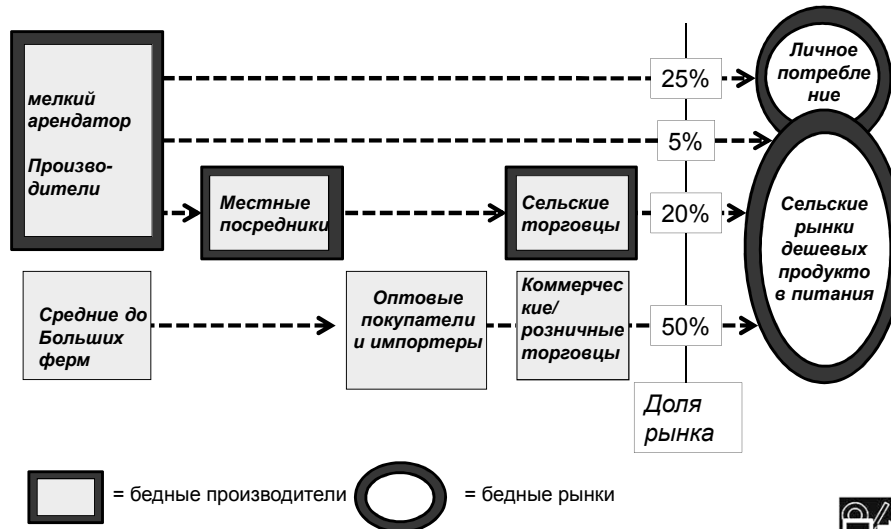 мелкий
арендатор
Произво-
дители
25%
Личное
потребле
ние
5%
Местные
посредники
Сельские
торговцы
20%
Сельские
рынки
дешевых
продукто
в питания
Средние до
Больших
ферм
Оптовые
покупатели
и импортеры
Коммерчес
кие/
розничные
торговцы
50%
Доля
рынка
= бедные производители
= бедные рынки